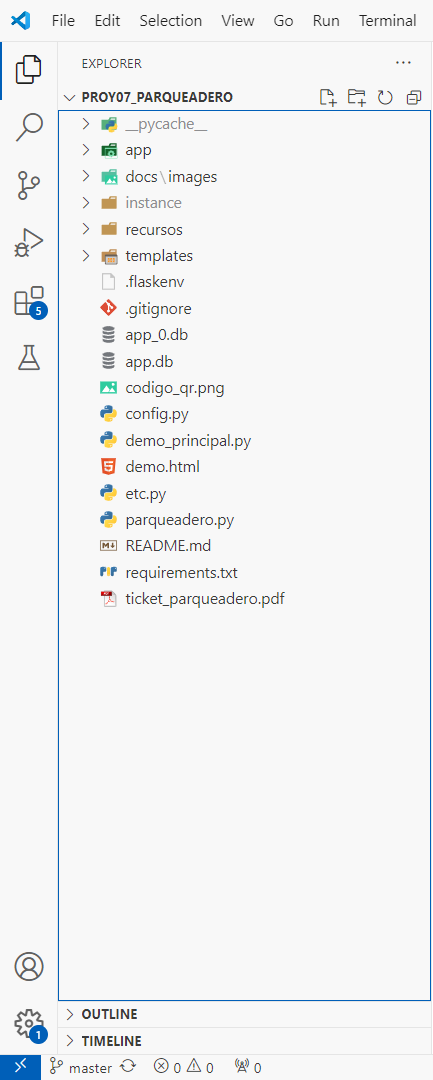 File Edit Selection View Go Run Terminal
EXPLORER ...
PROY07_PARQUEADERO
__pycache__
app
docs\images
instance
recursos
templates
.flaskenv
.gitignore
app_0.db
app.db
codigo_qr.png
config.py
demo_principal.py
demo.html
etc.py
parqueadero.py
README.md
requirements.txt
ticket_parqueadero.pdf
5
1
OUTLINE
TIMELINE
master 0 0 0